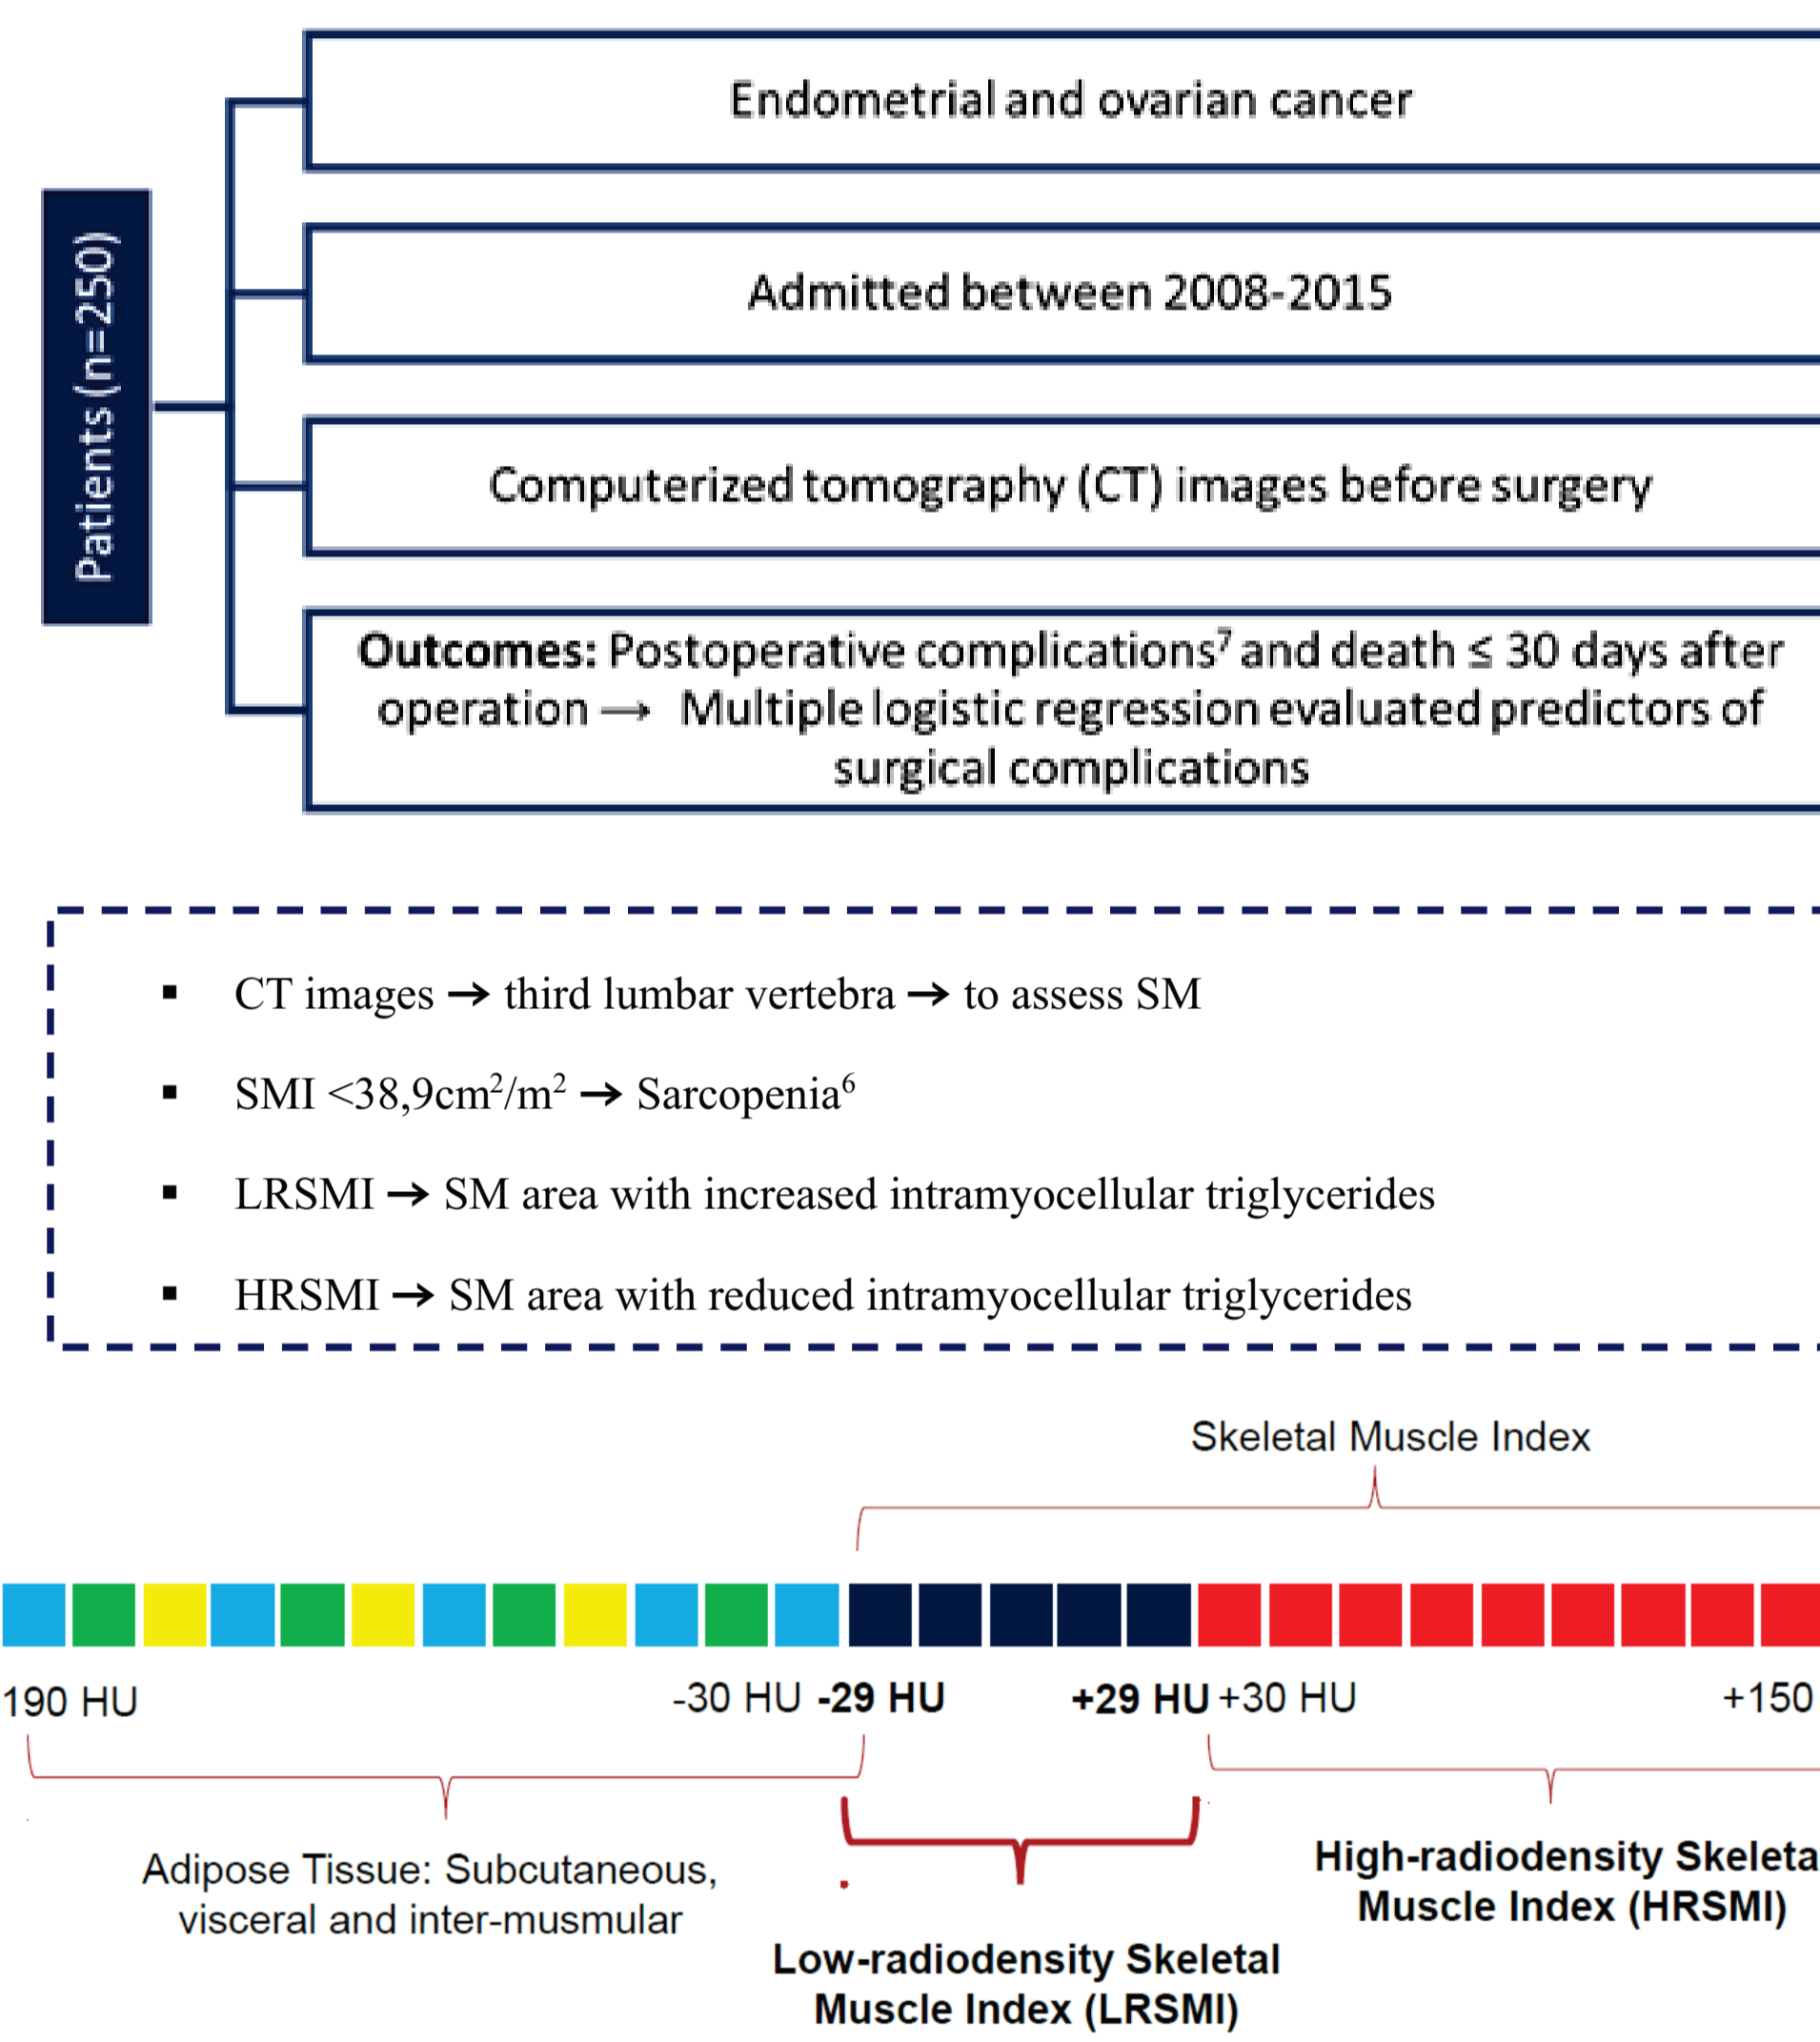 Patients (n=250)
Endometrial and ovarian cancer
Admitted between 2008-2015
Computerized tomography (CT) images before surgery
Outcomes: Postoperative complications⁷ and death ≤ 30 days after
operation → Multiple logistic regression evaluated predictors of
surgical complications
▪ CT images → third lumbar vertebra → to assess SM
▪ SMI <38,9cm²/m² → Sarcopenia⁶
▪ LRSMI → SM area with increased intramyocellular triglycerides
▪ HRSMI → SM area with reduced intramyocellular triglycerides
Skeletal Muscle Index
190 HU -30 HU -29 HU +29 HU +30 HU +150
Adipose Tissue: Subcutaneous,
visceral and inter-musmular
Low-radiodensity Skeletal
Muscle Index (LRSMI)
High-radiodensity Skeleta
Muscle Index (HRSMI)